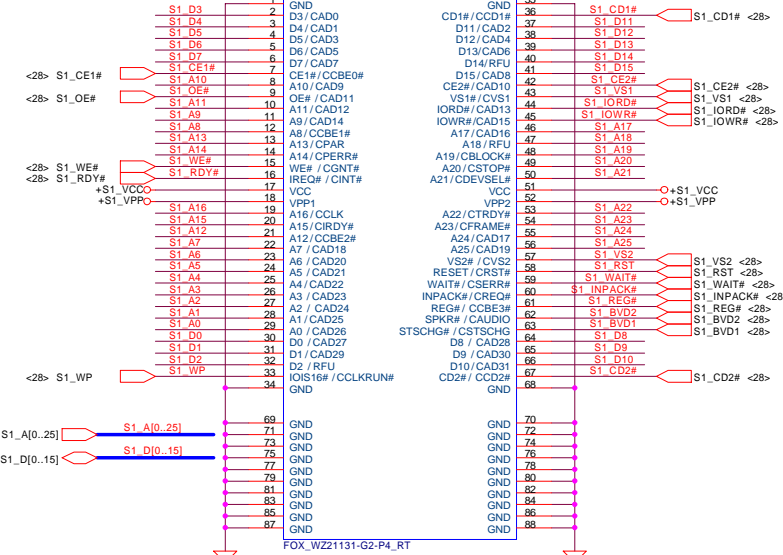 GND GND
S1_D3 2 D3/CAD0 CD1#/CCD1# 36 S1_CD1# S1_CD1# <28>
S1_D4 3 D4/CAD1 D11/CAD2 37 S1_D11
S1_D5 4 D5/CAD3 D12/CAD4 38 S1_D12
S1_D6 5 D6/CAD5 D13/CAD6 39 S1_D13
S1_D7 6 D7/CAD7 D14/RFU 40 S1_D14
<28> S1_CE1# S1_CE1# 7 CE1#/CCBE0# D15/CAD8 41 S1_D15
S1_A10 8 A10/CAD9 CE2#/CAD10 42 S1_CE2# S1_CE2# <28>
<28> S1_OE# S1_OE# 9 OE#/CAD11 VS1#/CVS1 43 S1_VS1 S1_VS1 <28>
S1_A11 10 A11/CAD12 IORD#/CAD13 44 S1_IORD# S1_IORD# <28>
S1_A9 11 A9/CAD14 IOWR#/CAD15 45 S1_IOWR# S1_IOWR# <28>
S1_A8 12 A8/CCBE1# A17/CAD16 46 S1_A17
S1_A13 13 A13/CPAR A18/RFU 47 S1_A18
S1_A14 14 A14/CPERR# A19/CBLOCK# 48 S1_A19
<28> S1_WE# S1_WE# 15 WE#/CGNT# A20/CSTOP# 49 S1_A20
<28> S1_RDY# S1_RDY# 16 IREQ#/CINT# A21/CDEVSEL# 50 S1_A21
+S1_VCC 17 VCC VCC 51 +S1_VCC
+S1_VPP 18 VPP1 VPP2 52 +S1_VPP
S1_A16 19 A16/CCLK A22/CTRDY# 53 S1_A22
S1_A15 20 A15/CIRDY# A23/CFRAME# 54 S1_A23
S1_A12 21 A12/CCBE2# A24/CAD17 55 S1_A24
S1_A7 22 A7/CAD18 A25/CAD19 56 S1_A25
S1_A6 23 A6/CAD20 VS2#/CVS2 57 S1_VS2 S1_VS2 <28>
S1_A5 24 A5/CAD21 RESET/CRST# 58 S1_RST S1_RST <28>
S1_A4 25 A4/CAD22 WAIT#/CSERR# 59 S1_WAIT# S1_WAIT# <28>
S1_A3 26 A3/CAD23 INPACK#/CREQ# 60 S1_INPACK# S1_INPACK# <28
S1_A2 27 A2/CAD24 REG#/CCBE3# 61 S1_REG# S1_REG# <28>
S1_A1 28 A1/CAD25 SPKR#/CAUDIO 62 S1_BVD2 S1_BVD2 <28>
S1_A0 29 A0/CAD26 STSCHG#/CSTSCHG 63 S1_BVD1 S1_BVD1 <28>
S1_D0 30 D0/CAD27 D8/CAD28 64 S1_D8
S1_D1 31 D1/CAD29 D9/CAD30 65 S1_D9
S1_D2 32 D2/RFU D10/CAD31 66 S1_D10
<28> S1_WP S1_WP 33 IOIS16#/CCLKRUN# CD2#/CCD2# 67 S1_CD2# S1_CD2# <28>
34 GND GND 68
69 GND GND 70
S1_A[0..25] S1_A[0..25] 71 GND GND 72
73 GND GND 74
S1_D[0..15] S1_D[0..15] 75 GND GND 76
77 GND GND 78
79 GND GND 80
81 GND GND 82
83 GND GND 84
85 GND GND 86
87 GND GND 88
FOX_WZ21131-G2-P4_RT